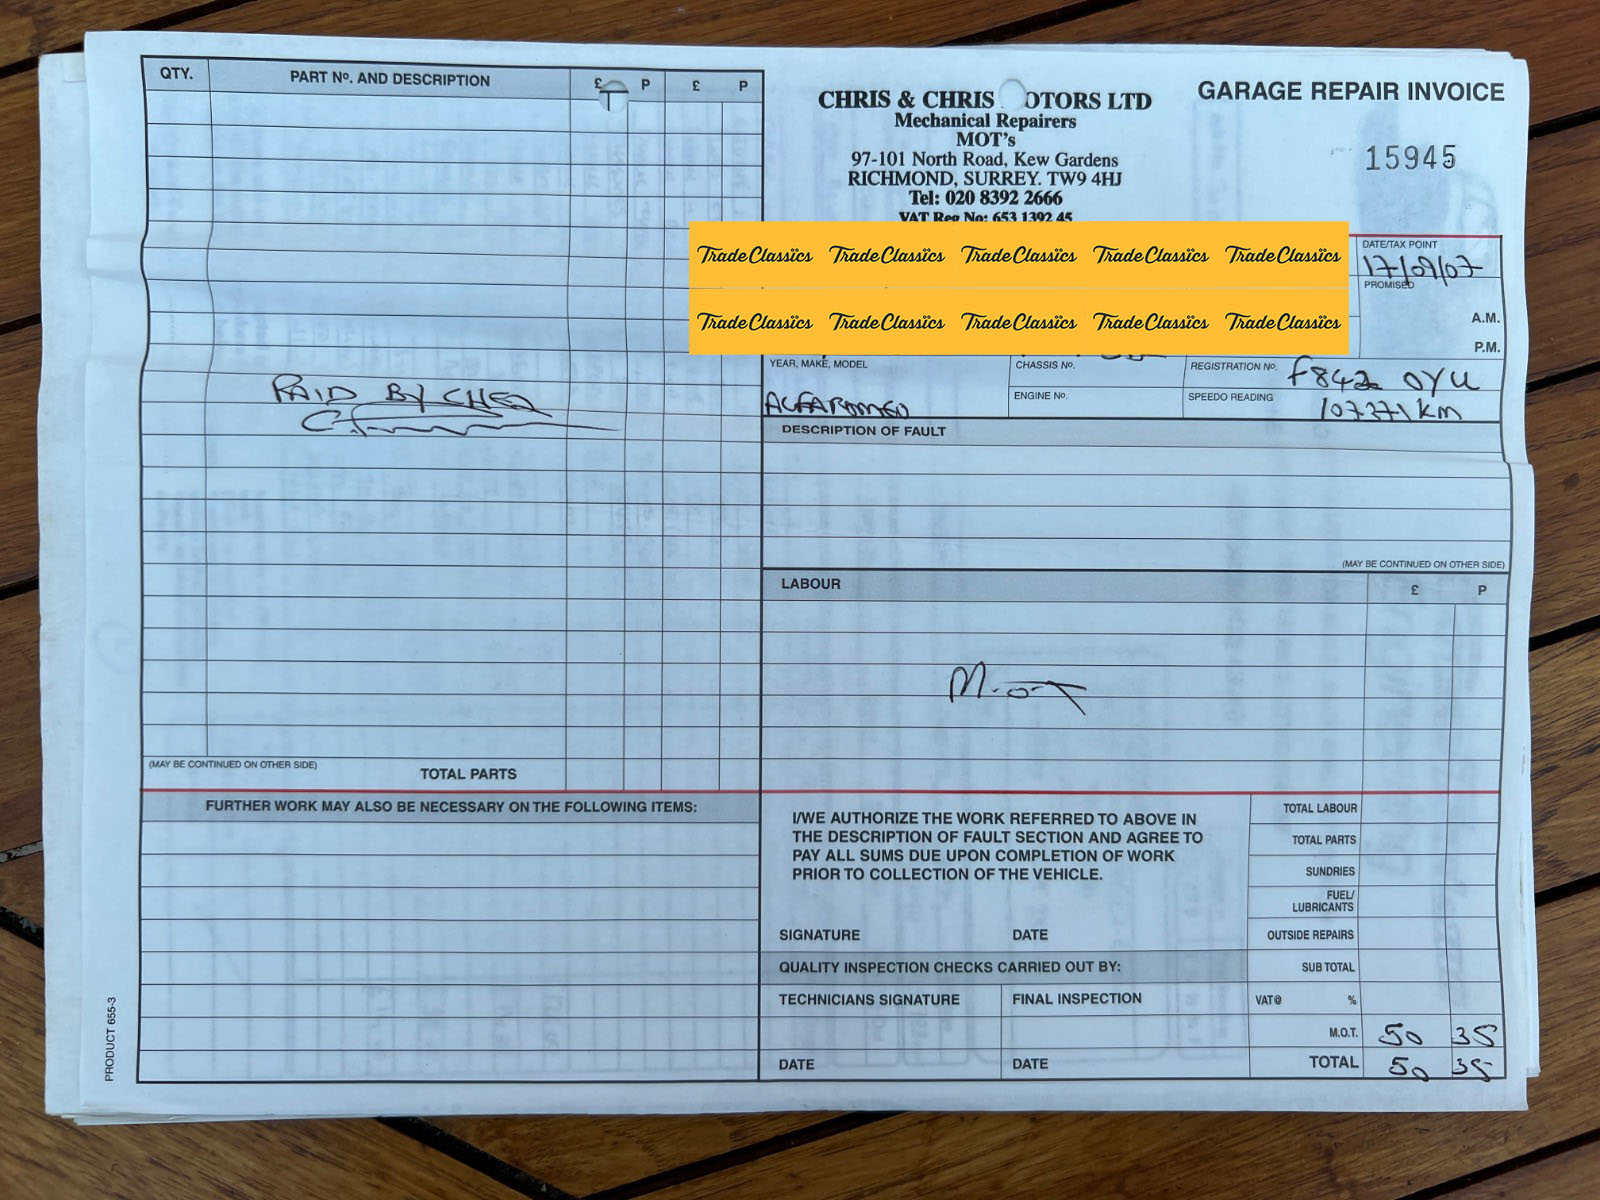 QTY. PART Nº. AND DESCRIPTION £ P £ P
PAID BY CHEQ
(MAY BE CONTINUED ON OTHER SIDE) TOTAL PARTS
FURTHER WORK MAY ALSO BE NECESSARY ON THE FOLLOWING ITEMS:
PRODUCT 655-3
CHRIS & CHRIS OTORS LTD
Mechanical Repairers
MOT's
97-101 North Road, Kew Gardens
RICHMOND, SURREY. TW9 4HJ
Tel: 020 8392 2666
VAT Reg No: 653 1392 45
GARAGE REPAIR INVOICE
15945
TradeClassics TradeClassics TradeClassics TradeClassics TradeClassics
TradeClassics TradeClassics TradeClassics TradeClassics TradeClassics
DATE/TAX POINT
17/09/07
PROMISED
A.M.
P.M.
YEAR, MAKE, MODEL
ALFAROMEO
CHASSIS NO.
ENGINE NO.
REGISTRATION NO. F842 OYU
SPEEDO READING 107371KM
DESCRIPTION OF FAULT
(MAY BE CONTINUED ON OTHER SIDE)
LABOUR £ P
M.O.T
I/WE AUTHORIZE THE WORK REFERRED TO ABOVE IN
THE DESCRIPTION OF FAULT SECTION AND AGREE TO
PAY ALL SUMS DUE UPON COMPLETION OF WORK
PRIOR TO COLLECTION OF THE VEHICLE.
SIGNATURE DATE
QUALITY INSPECTION CHECKS CARRIED OUT BY:
TECHNICIANS SIGNATURE FINAL INSPECTION
DATE DATE
TOTAL LABOUR
TOTAL PARTS
SUNDRIES
FUEL/
LUBRICANTS
OUTSIDE REPAIRS
SUB TOTAL
VAT@ %
M.O.T. 50 35
TOTAL 50 35